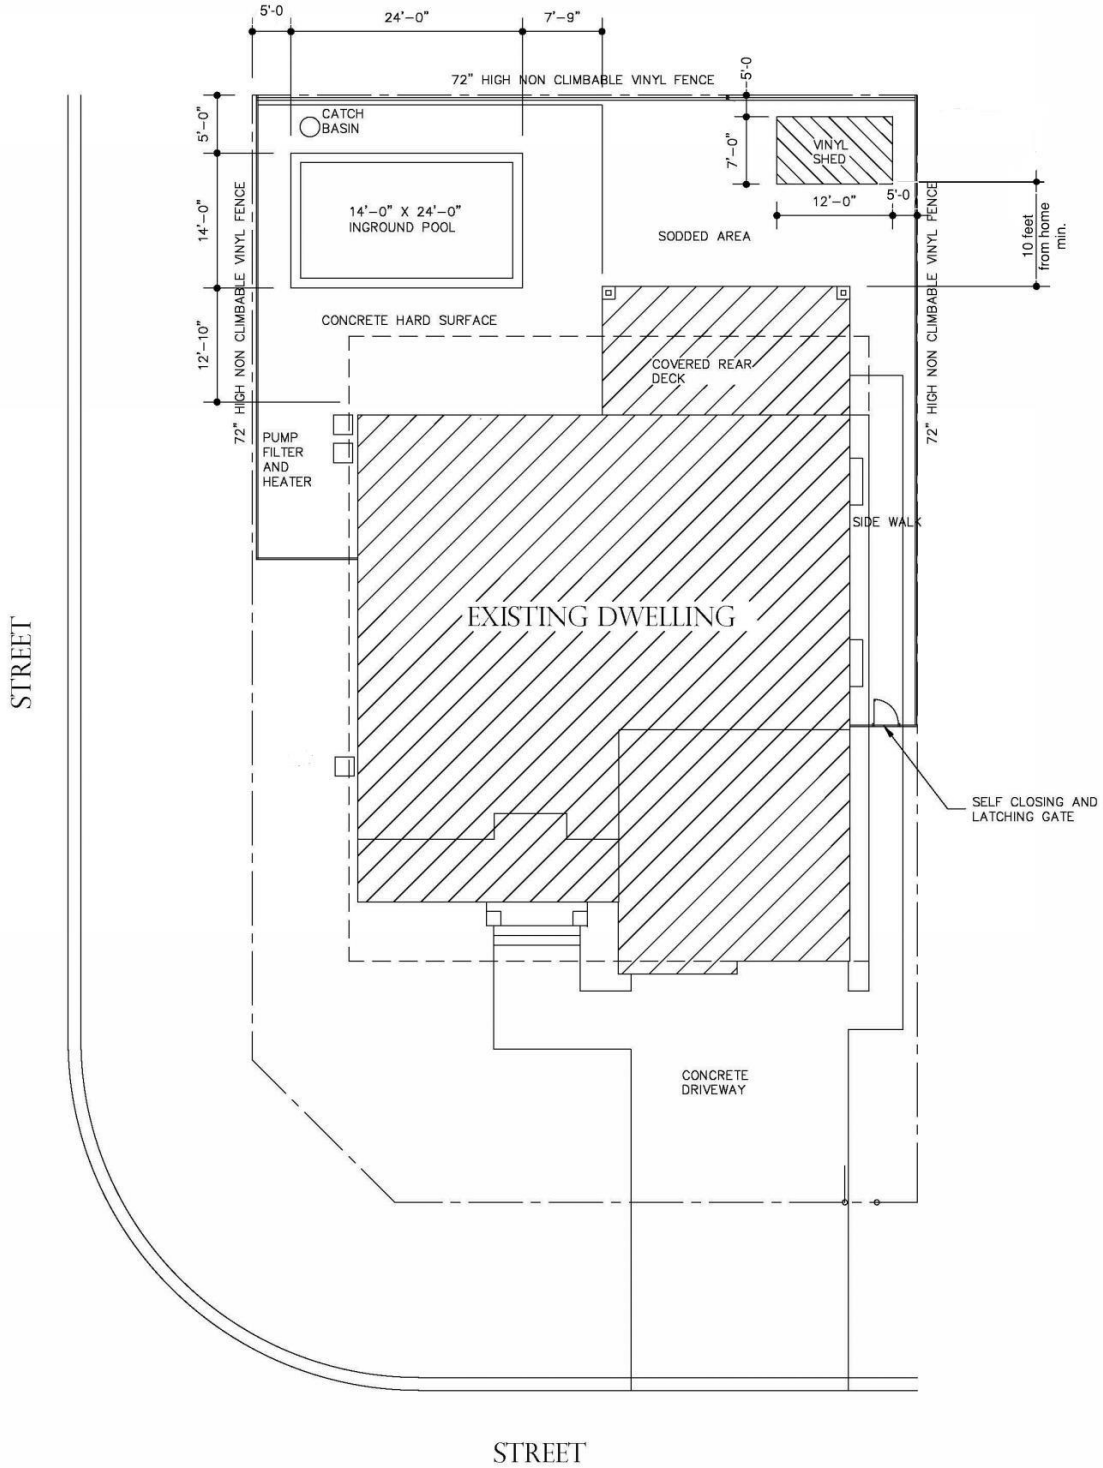 5'-0
24'-0"
7'-9"
72" HIGH NON CLIMBABLE VINYL FENCE
5'-0
5'-0"
CATCH
BASIN
7'-0"
VINYL
SHED
14'-0"
14'-0" X 24'-0"
INGROUND POOL
12'-0"
5'-0
SODDED AREA
10 feet
from home
min.
72" HIGH NON CLIMBABLE VINYL FENCE
72" HIGH NON CLIMBABLE VINYL FENCE
12'-10"
CONCRETE HARD SURFACE
COVERED REAR
DECK
PUMP
FILTER
AND
HEATER
SIDE WALK
EXISTING DWELLING
STREET
SELF CLOSING AND
LATCHING GATE
CONCRETE
DRIVEWAY
STREET